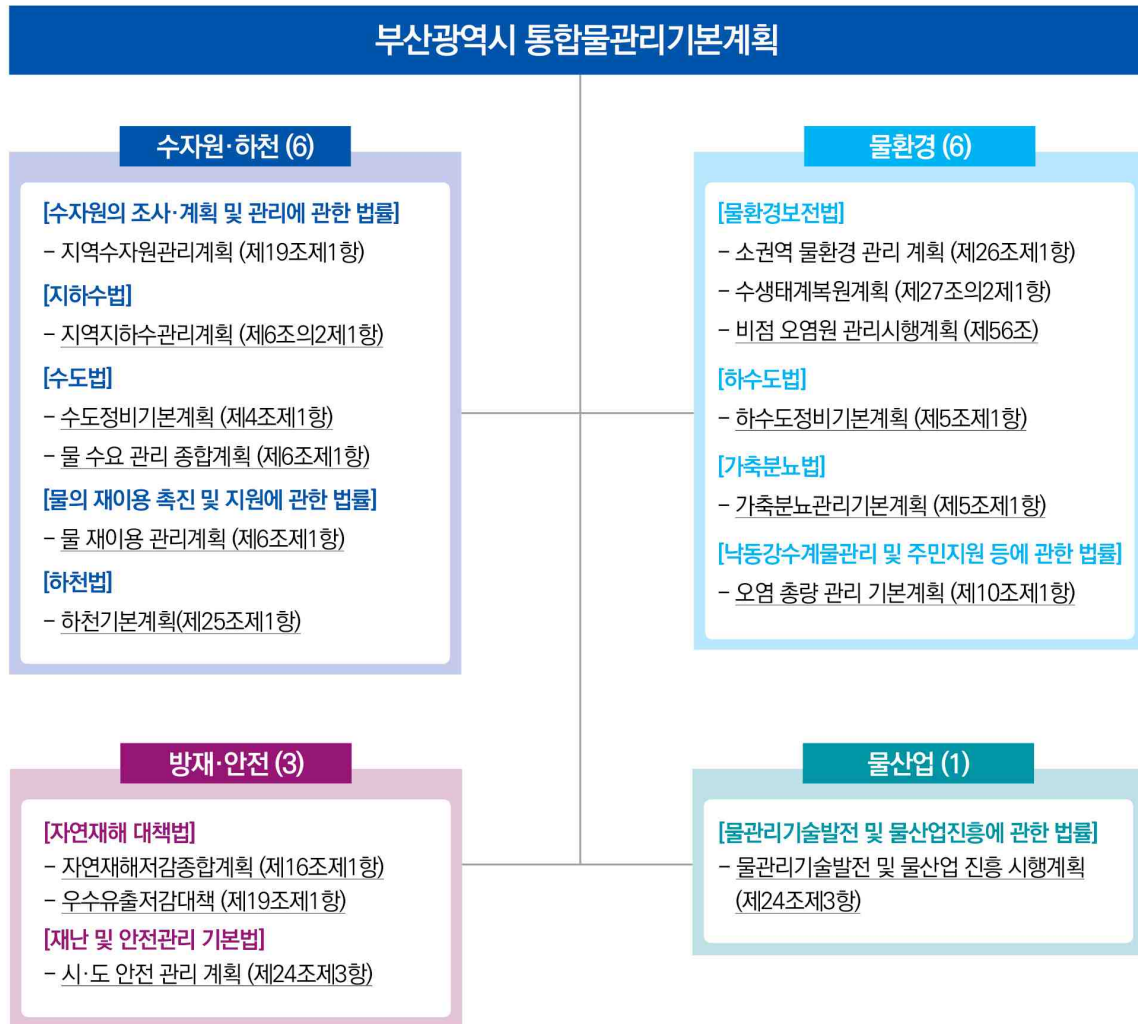 부산광역시 통합물관리기본계획
수자원·하천 (6)
[수자원의 조사·계획 및 관리에 관한 법률]
- 지역수자원관리계획 (제19조제1항)
[지하수법]
- 지역지하수관리계획 (제6조의2제1항)
[수도법]
- 수도정비기본계획 (제4조제1항)
- 물 수요 관리 종합계획 (제6조제1항)
[물의 재이용 촉진 및 지원에 관한 법률]
- 물 재이용 관리계획 (제6조제1항)
[하천법]
- 하천기본계획(제25조제1항)
물환경 (6)
[물환경보전법]
- 소권역 물환경 관리 계획 (제26조제1항)
- 수생태계복원계획 (제27조의2제1항)
- 비점 오염원 관리시행계획 (제56조)
[하수도법]
- 하수도정비기본계획 (제5조제1항)
[가축분뇨법]
- 가축분뇨관리기본계획 (제5조제1항)
[낙동강수계물관리 및 주민지원 등에 관한 법률]
- 오염 총량 관리 기본계획 (제10조제1항)
방재·안전 (3)
[자연재해 대책법]
- 자연재해저감종합계획 (제16조제1항)
- 우수유출저감대책 (제19조제1항)
[재난 및 안전관리 기본법]
- 시·도 안전 관리 계획 (제24조제3항)
물산업 (1)
[물관리기술발전 및 물산업진흥에 관한 법률]
- 물관리기술발전 및 물산업 진흥 시행계획
(제24조제3항)